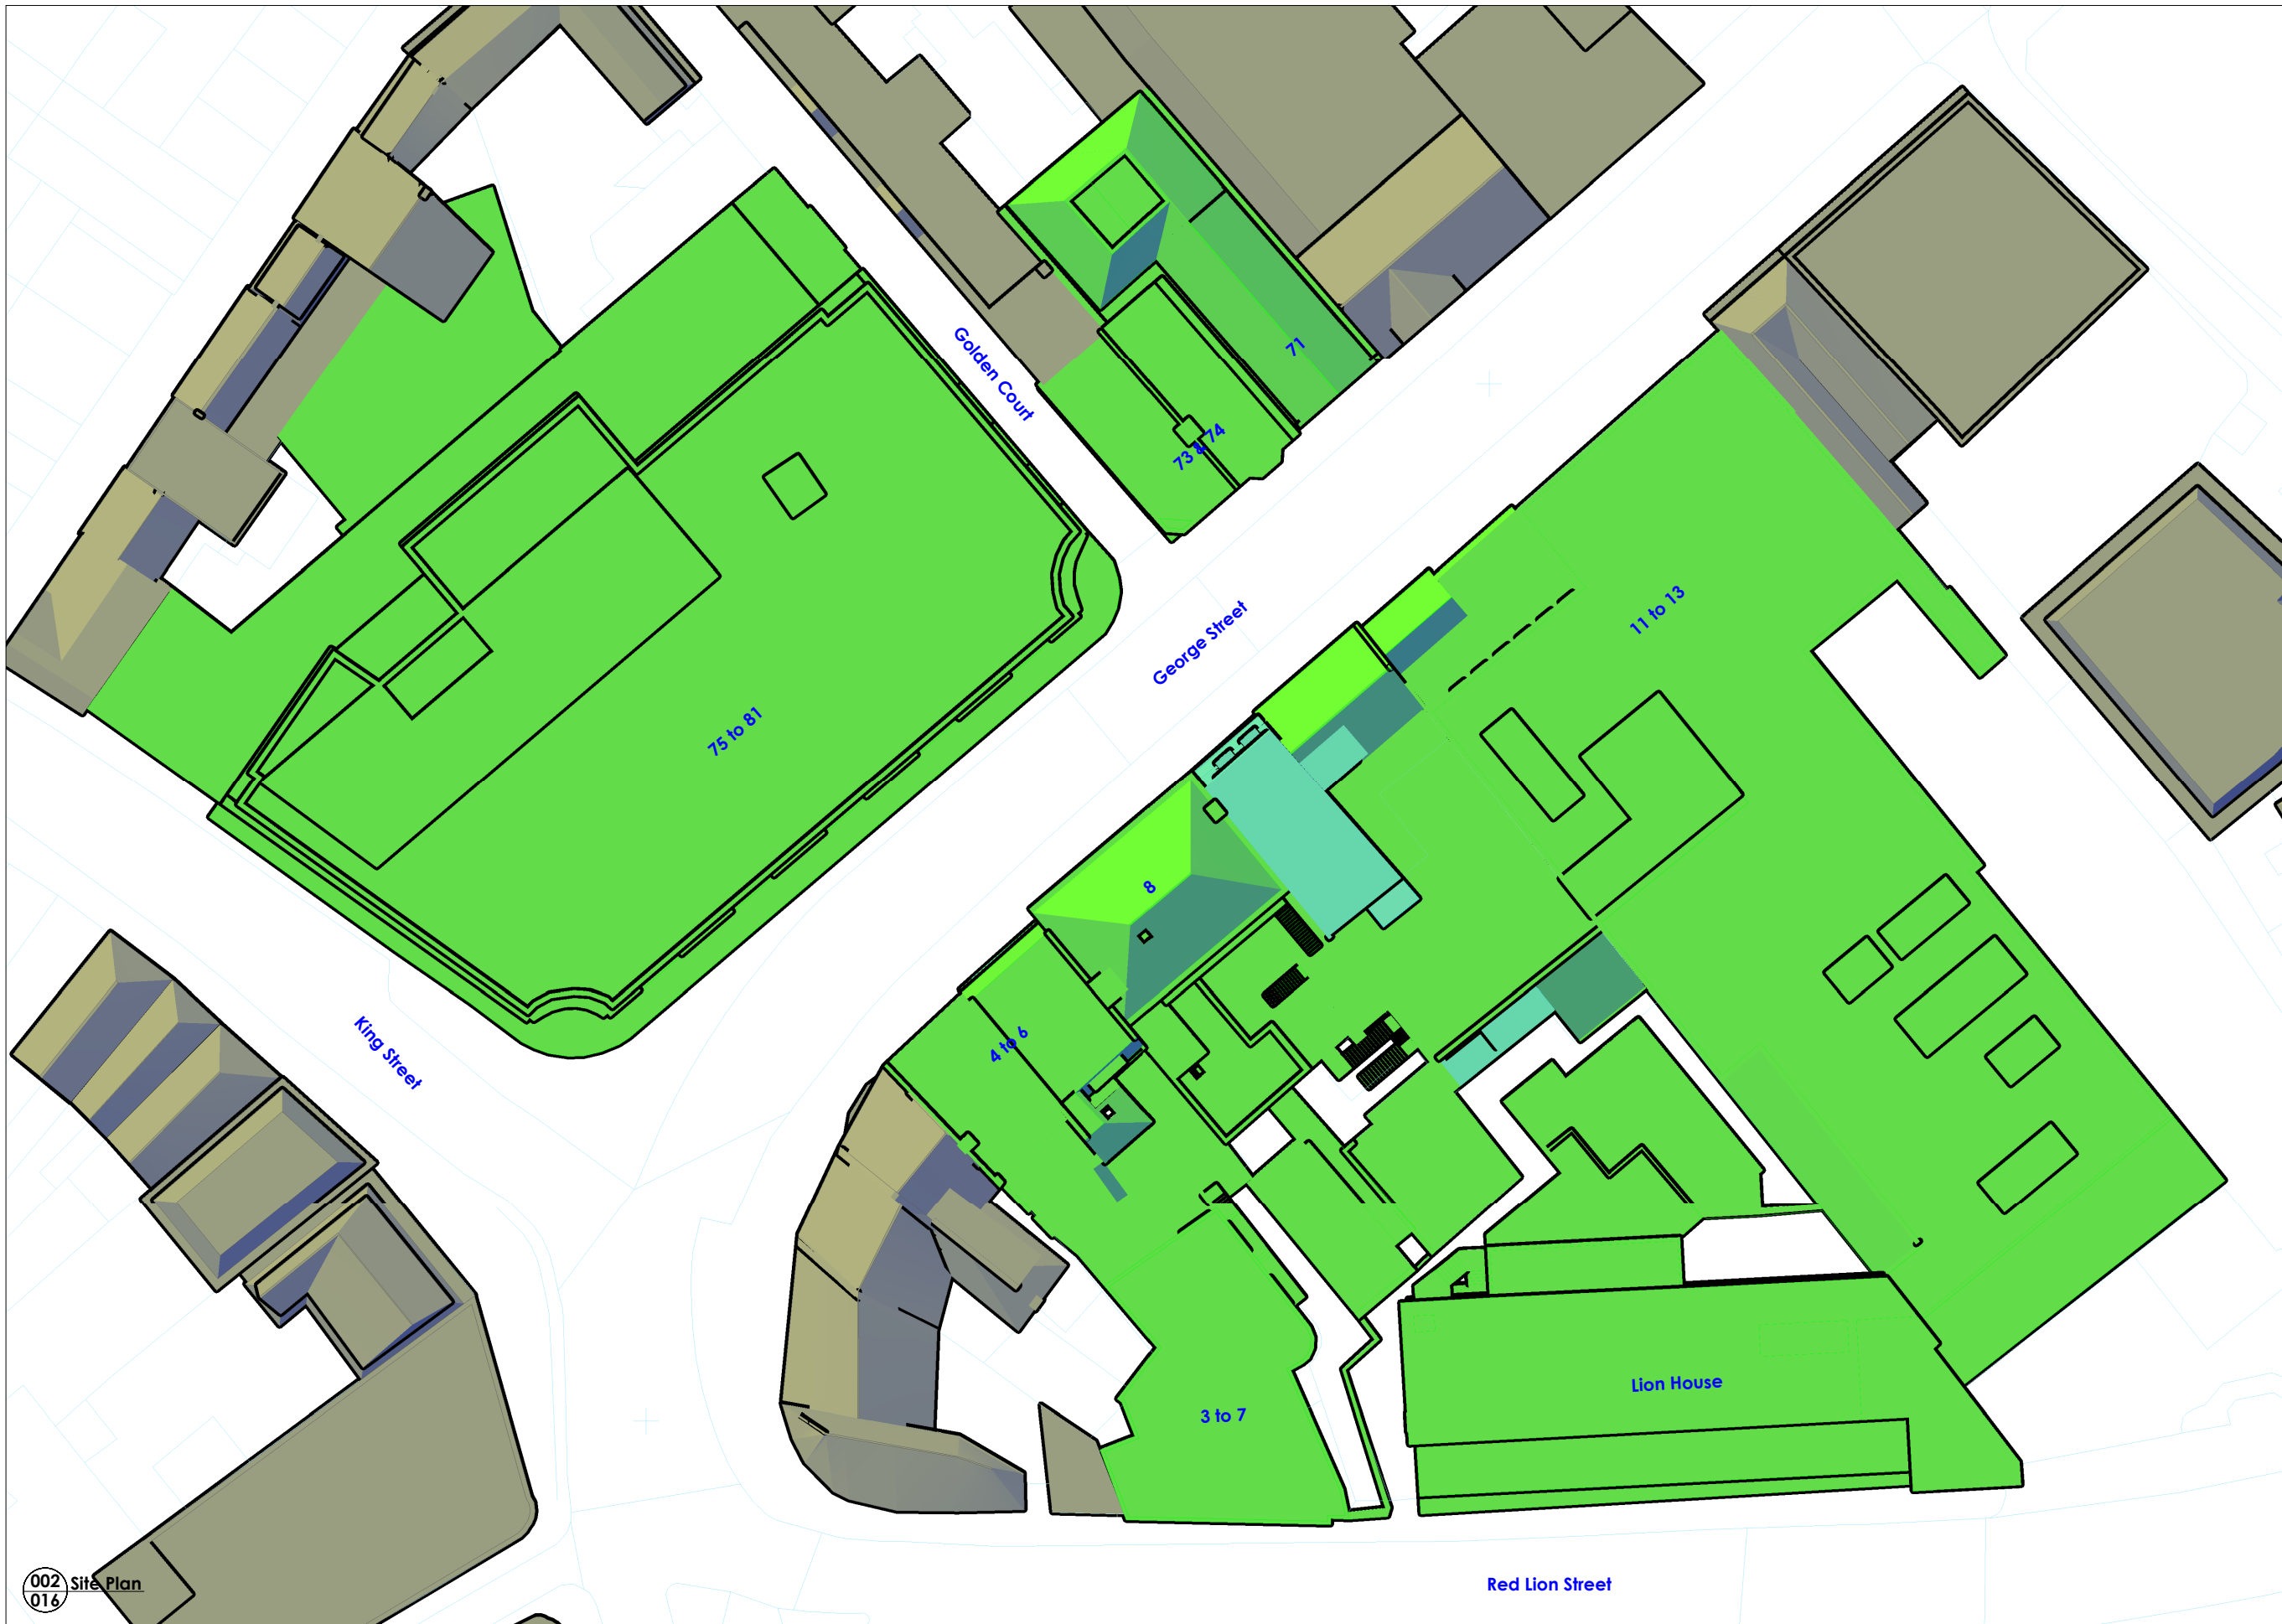 Golden Court
71
73 & 74
11 to 13
George Street
75 to 81
8
4 to 6
King Street
Lion House
3 to 7
002
016
Site Plan
Red Lion Street